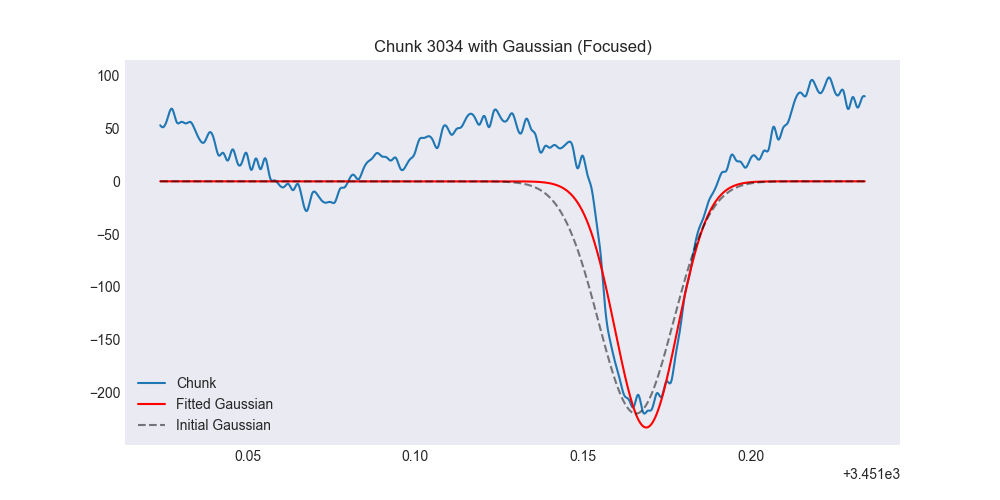 Chunk 3034 with Gaussian (Focused)
100
50
0
−50
−100
−150
−200
Chunk
Fitted Gaussian
Initial Gaussian
0.05 0.10 0.15 0.20
+3.451e3